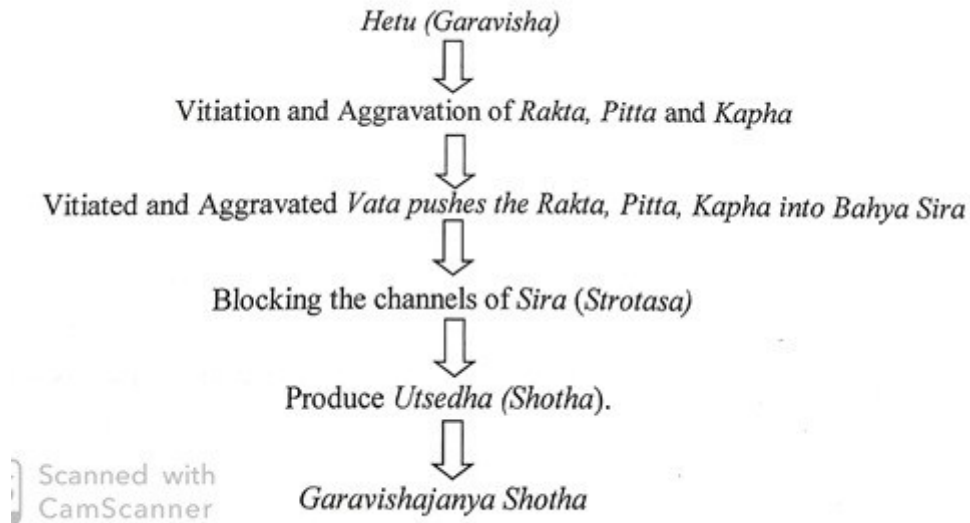 Hetu (Garavisha)
Vitiation and Aggravation of Rakta, Pitta and Kapha
Vitiated and Aggravated Vata pushes the Rakta, Pitta, Kapha into Bahya Sira
Blocking the channels of Sira (Strotasa)
Produce Utsedha (Shotha).
Garavishajanya Shotha
Scanned with
CamScanner